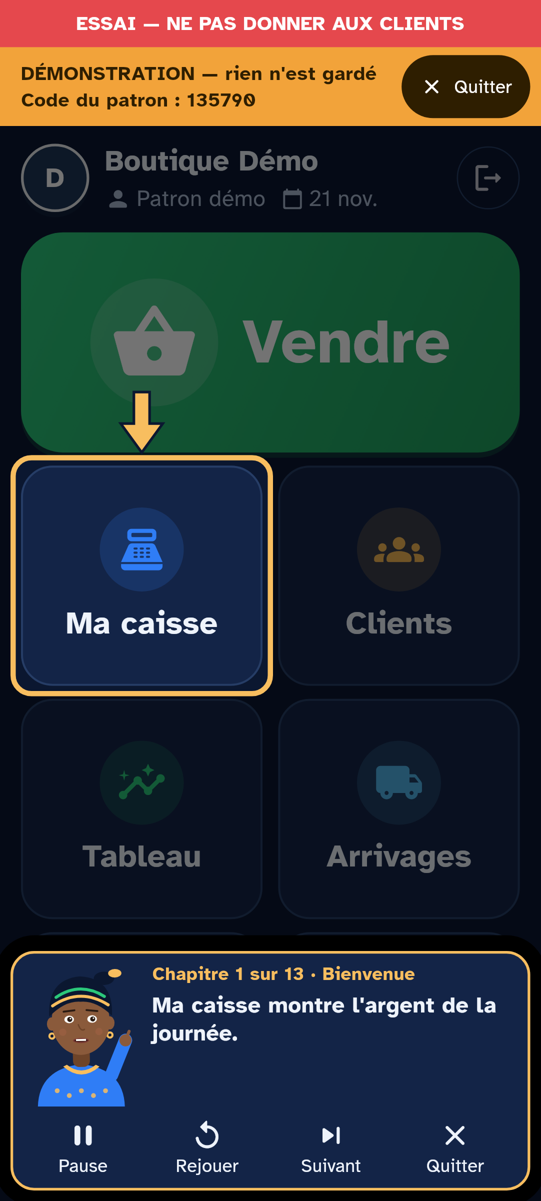 ESSAI — NE PAS DONNER AUX CLIENTS
DÉMONSTRATION — rien n'est gardé
Code du patron : 135790
Quitter
D
Boutique Démo
Patron démo
21 nov.
Vendre
Ma caisse
Clients
Tableau
Arrivages
Chapitre 1 sur 13 · Bienvenue
Ma caisse montre l'argent de la
journée.
Pause
Rejouer
Suivant
Quitter